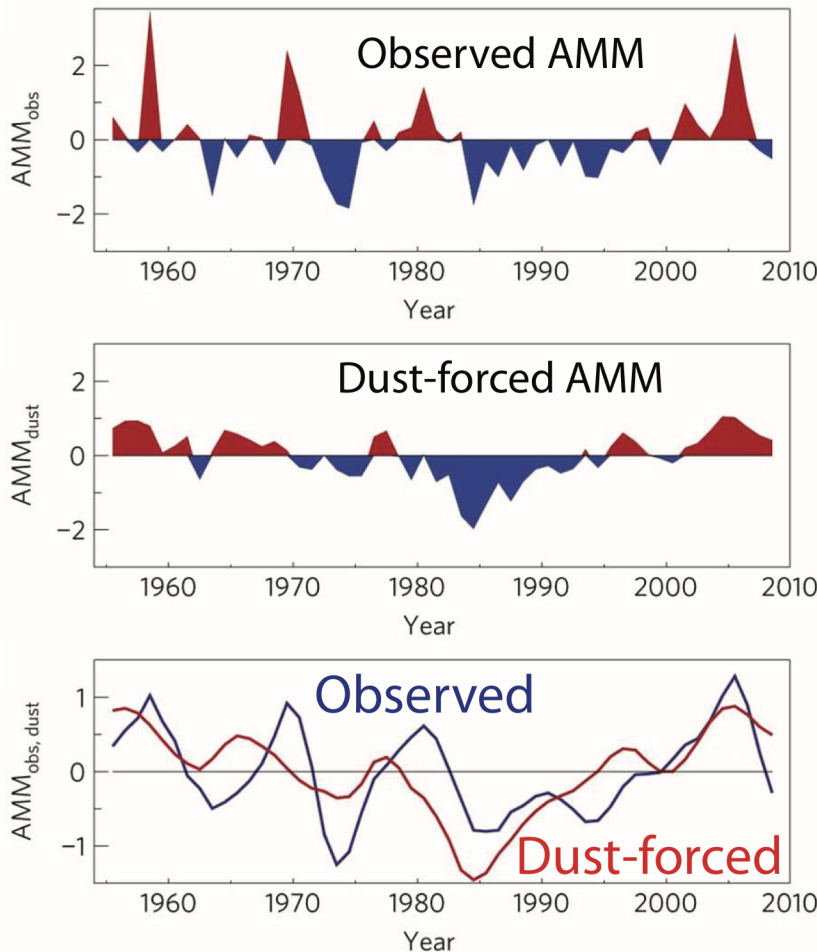 Observed AMM
AMMobs
2
0
−2
1960 1970 1980 1990 2000 2010
Year
Dust-forced AMM
AMMdust
2
0
−2
1960 1970 1980 1990 2000 2010
Year
Observed
AMMobs, dust
1
0
−1
Dust-forced
1960 1970 1980 1990 2000 2010
Year